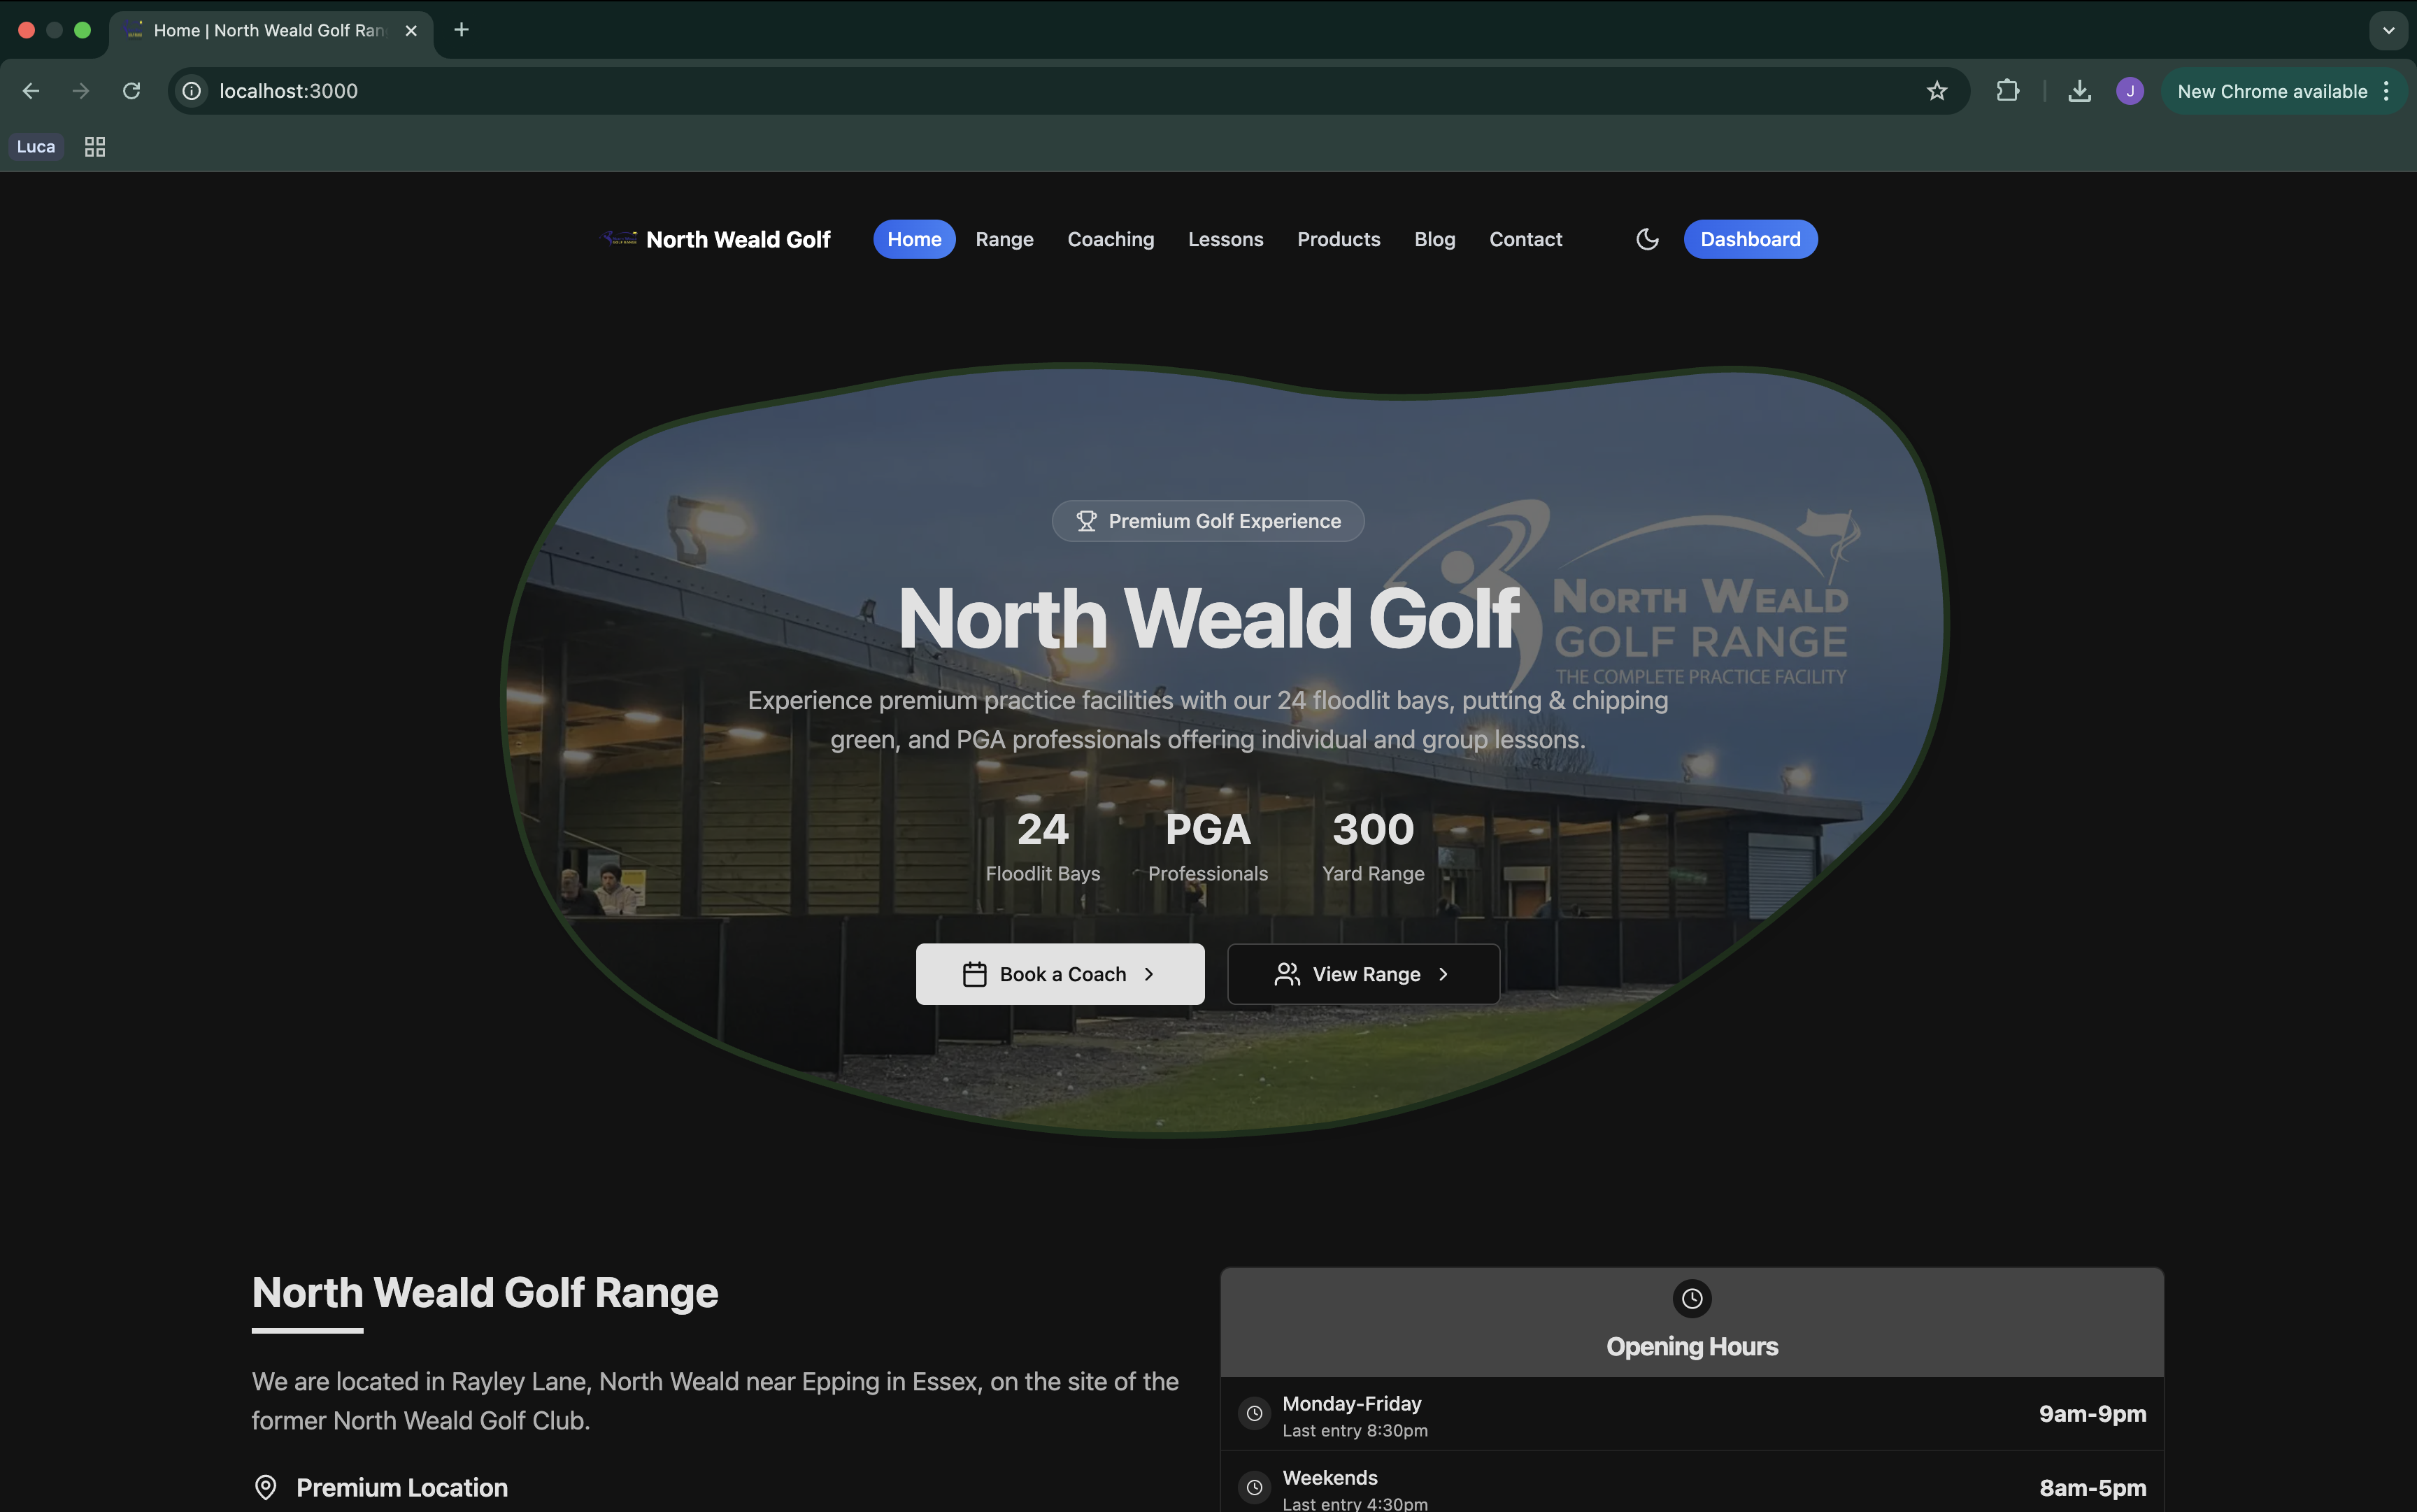 Home | North Weald Golf Ran
localhost:3000
New Chrome available
J
Luca
North Weald Golf
Home
Range
Coaching
Lessons
Products
Blog
Contact
Dashboard
Premium Golf Experience
North Weald Golf
NORTH WEALD
GOLF RANGE
THE COMPLETE PRACTICE FACILITY
Experience premium practice facilities with our 24 floodlit bays, putting & chipping
green, and PGA professionals offering individual and group lessons.
24
Floodlit Bays
PGA
Professionals
300
Yard Range
Book a Coach
View Range
North Weald Golf Range
We are located in Rayley Lane, North Weald near Epping in Essex, on the site of the
former North Weald Golf Club.
Premium Location
Opening Hours
Monday-Friday
Last entry 8:30pm
9am-9pm
Weekends
Last entry 4:30pm
8am-5pm